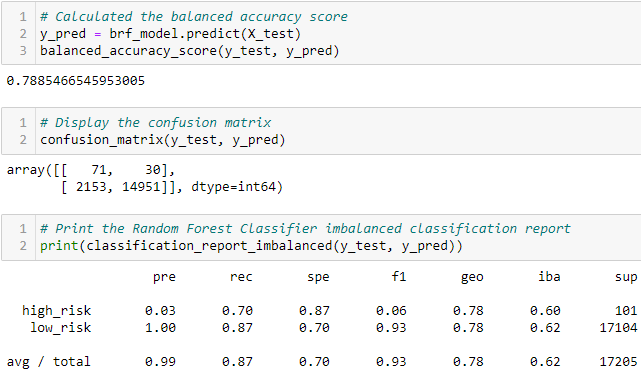 1 # Calculated the balanced accuracy score
2 y_pred = brf_model.predict(X_test)
3 balanced_accuracy_score(y_test, y_pred)
0.7885466545953005
1 # Display the confusion matrix
2 confusion_matrix(y_test, y_pred)
array([[   71,    30],
       [ 2153, 14951]], dtype=int64)
1 # Print the Random Forest Classifier imbalanced classification report
2 print(classification_report_imbalanced(y_test, y_pred))
pre rec spe f1 geo iba sup
high_risk 0.03 0.70 0.87 0.06 0.78 0.60 101
low_risk 1.00 0.87 0.70 0.93 0.78 0.62 17104
avg / total 0.99 0.87 0.70 0.93 0.78 0.62 17205